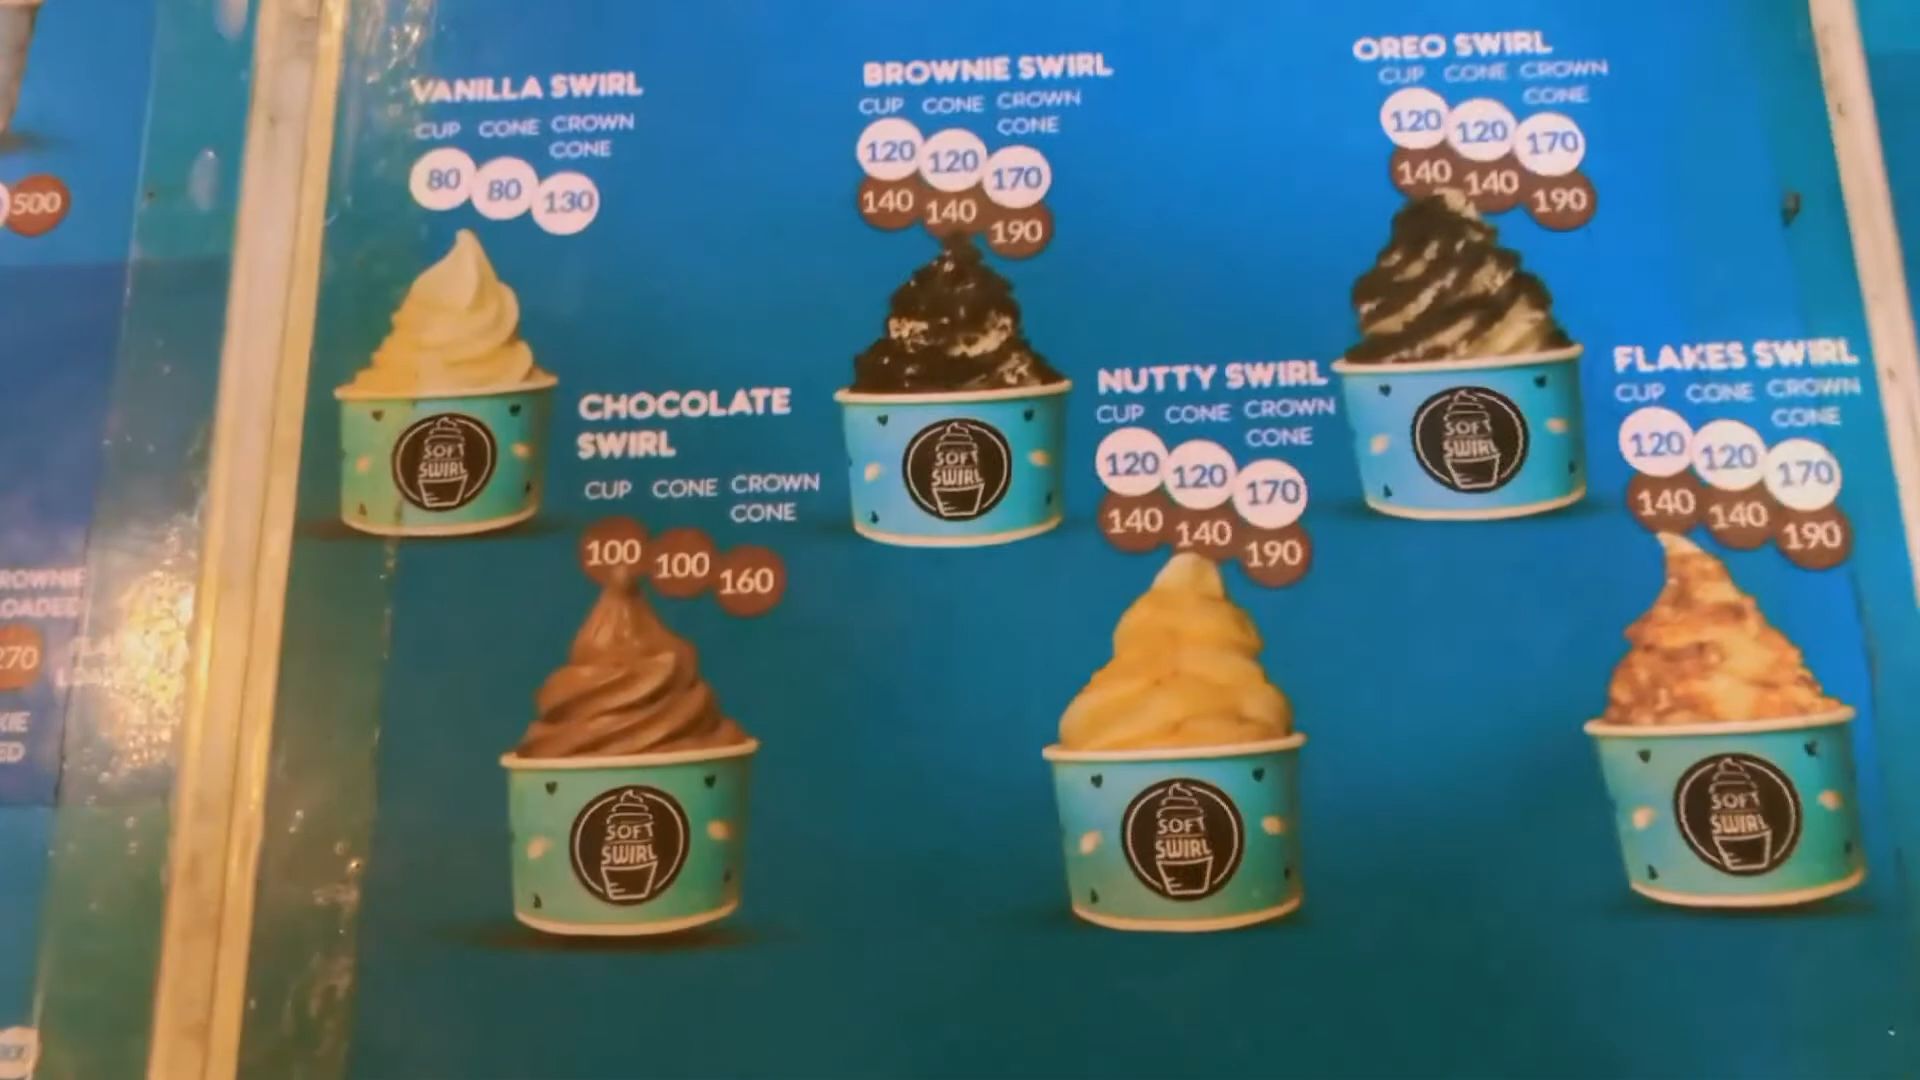 VANILLA SWIRL
CUP CONE CROWN
CONE
80 80 130
BROWNIE SWIRL
CUP CONE CROWN
CONE
120 120 170
140 140 190
OREO SWIRL
CUP CONE CROWN
CONE
120 120 170
140 140 190
CHOCOLATE
SWIRL
CUP CONE CROWN
CONE
100 100 160
NUTTY SWIRL
CUP CONE CROWN
CONE
120 120 170
140 140 190
FLAKES SWIRL
CUP CONE CROWN
CONE
120 120 170
140 140 190
SOFT
SWIRL
SOFT
SWIRL
SOFT
SWIRL
SOFT
SWIRL
SOFT
SWIRL
SOFT
SWIRL
500